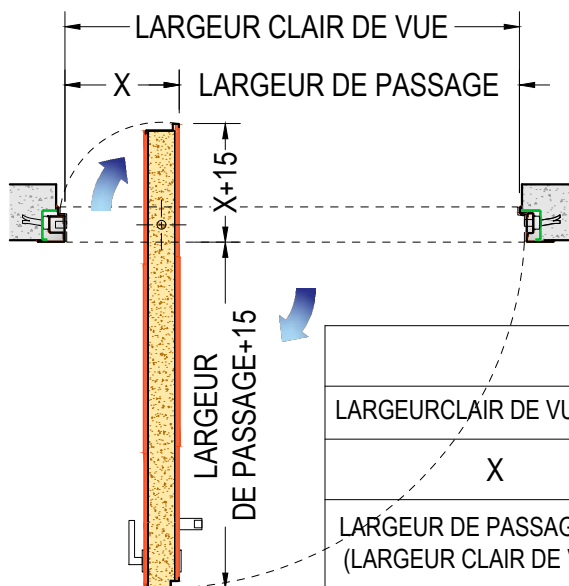 LARGEUR CLAIR DE VUE
X
LARGEUR DE PASSAGE
X+15
LARGEUR
DE PASSAGE+15
LARGEURCLAIR DE VU
X
LARGEUR DE PASSAG
(LARGEUR CLAIR DE V